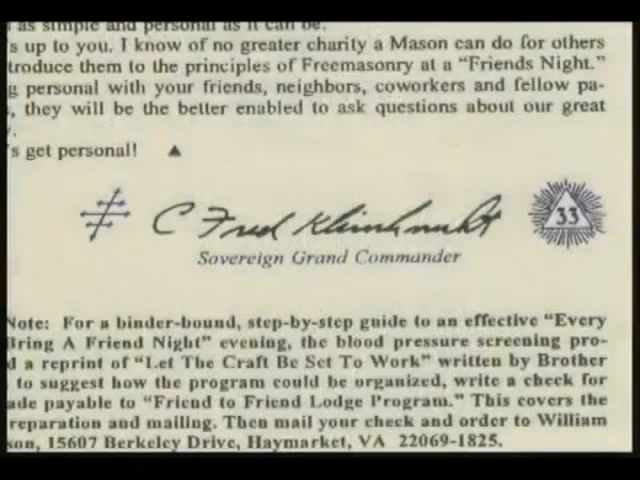 as simple and personal as it can be.
s up to you. I know of no greater charity a Mason can do for others
troduce them to the principles of Freemasonry at a “Friends Night.”
g personal with your friends, neighbors, coworkers and fellow pa-
, they will be the better enabled to ask questions about our great
.
's get personal! ▲
C Fred Kleinknecht 33
Sovereign Grand Commander
Note: For a binder-bound, step-by-step guide to an effective “Every
Bring A Friend Night” evening, the blood pressure screening pro-
d a reprint of “Let The Craft Be Set To Work” written by Brother
to suggest how the program could be organized, write a check for
ade payable to “Friend to Friend Lodge Program.” This covers the
reparation and mailing. Then mail your check and order to William
son, 15607 Berkeley Drive, Haymarket, VA 22069-1825.